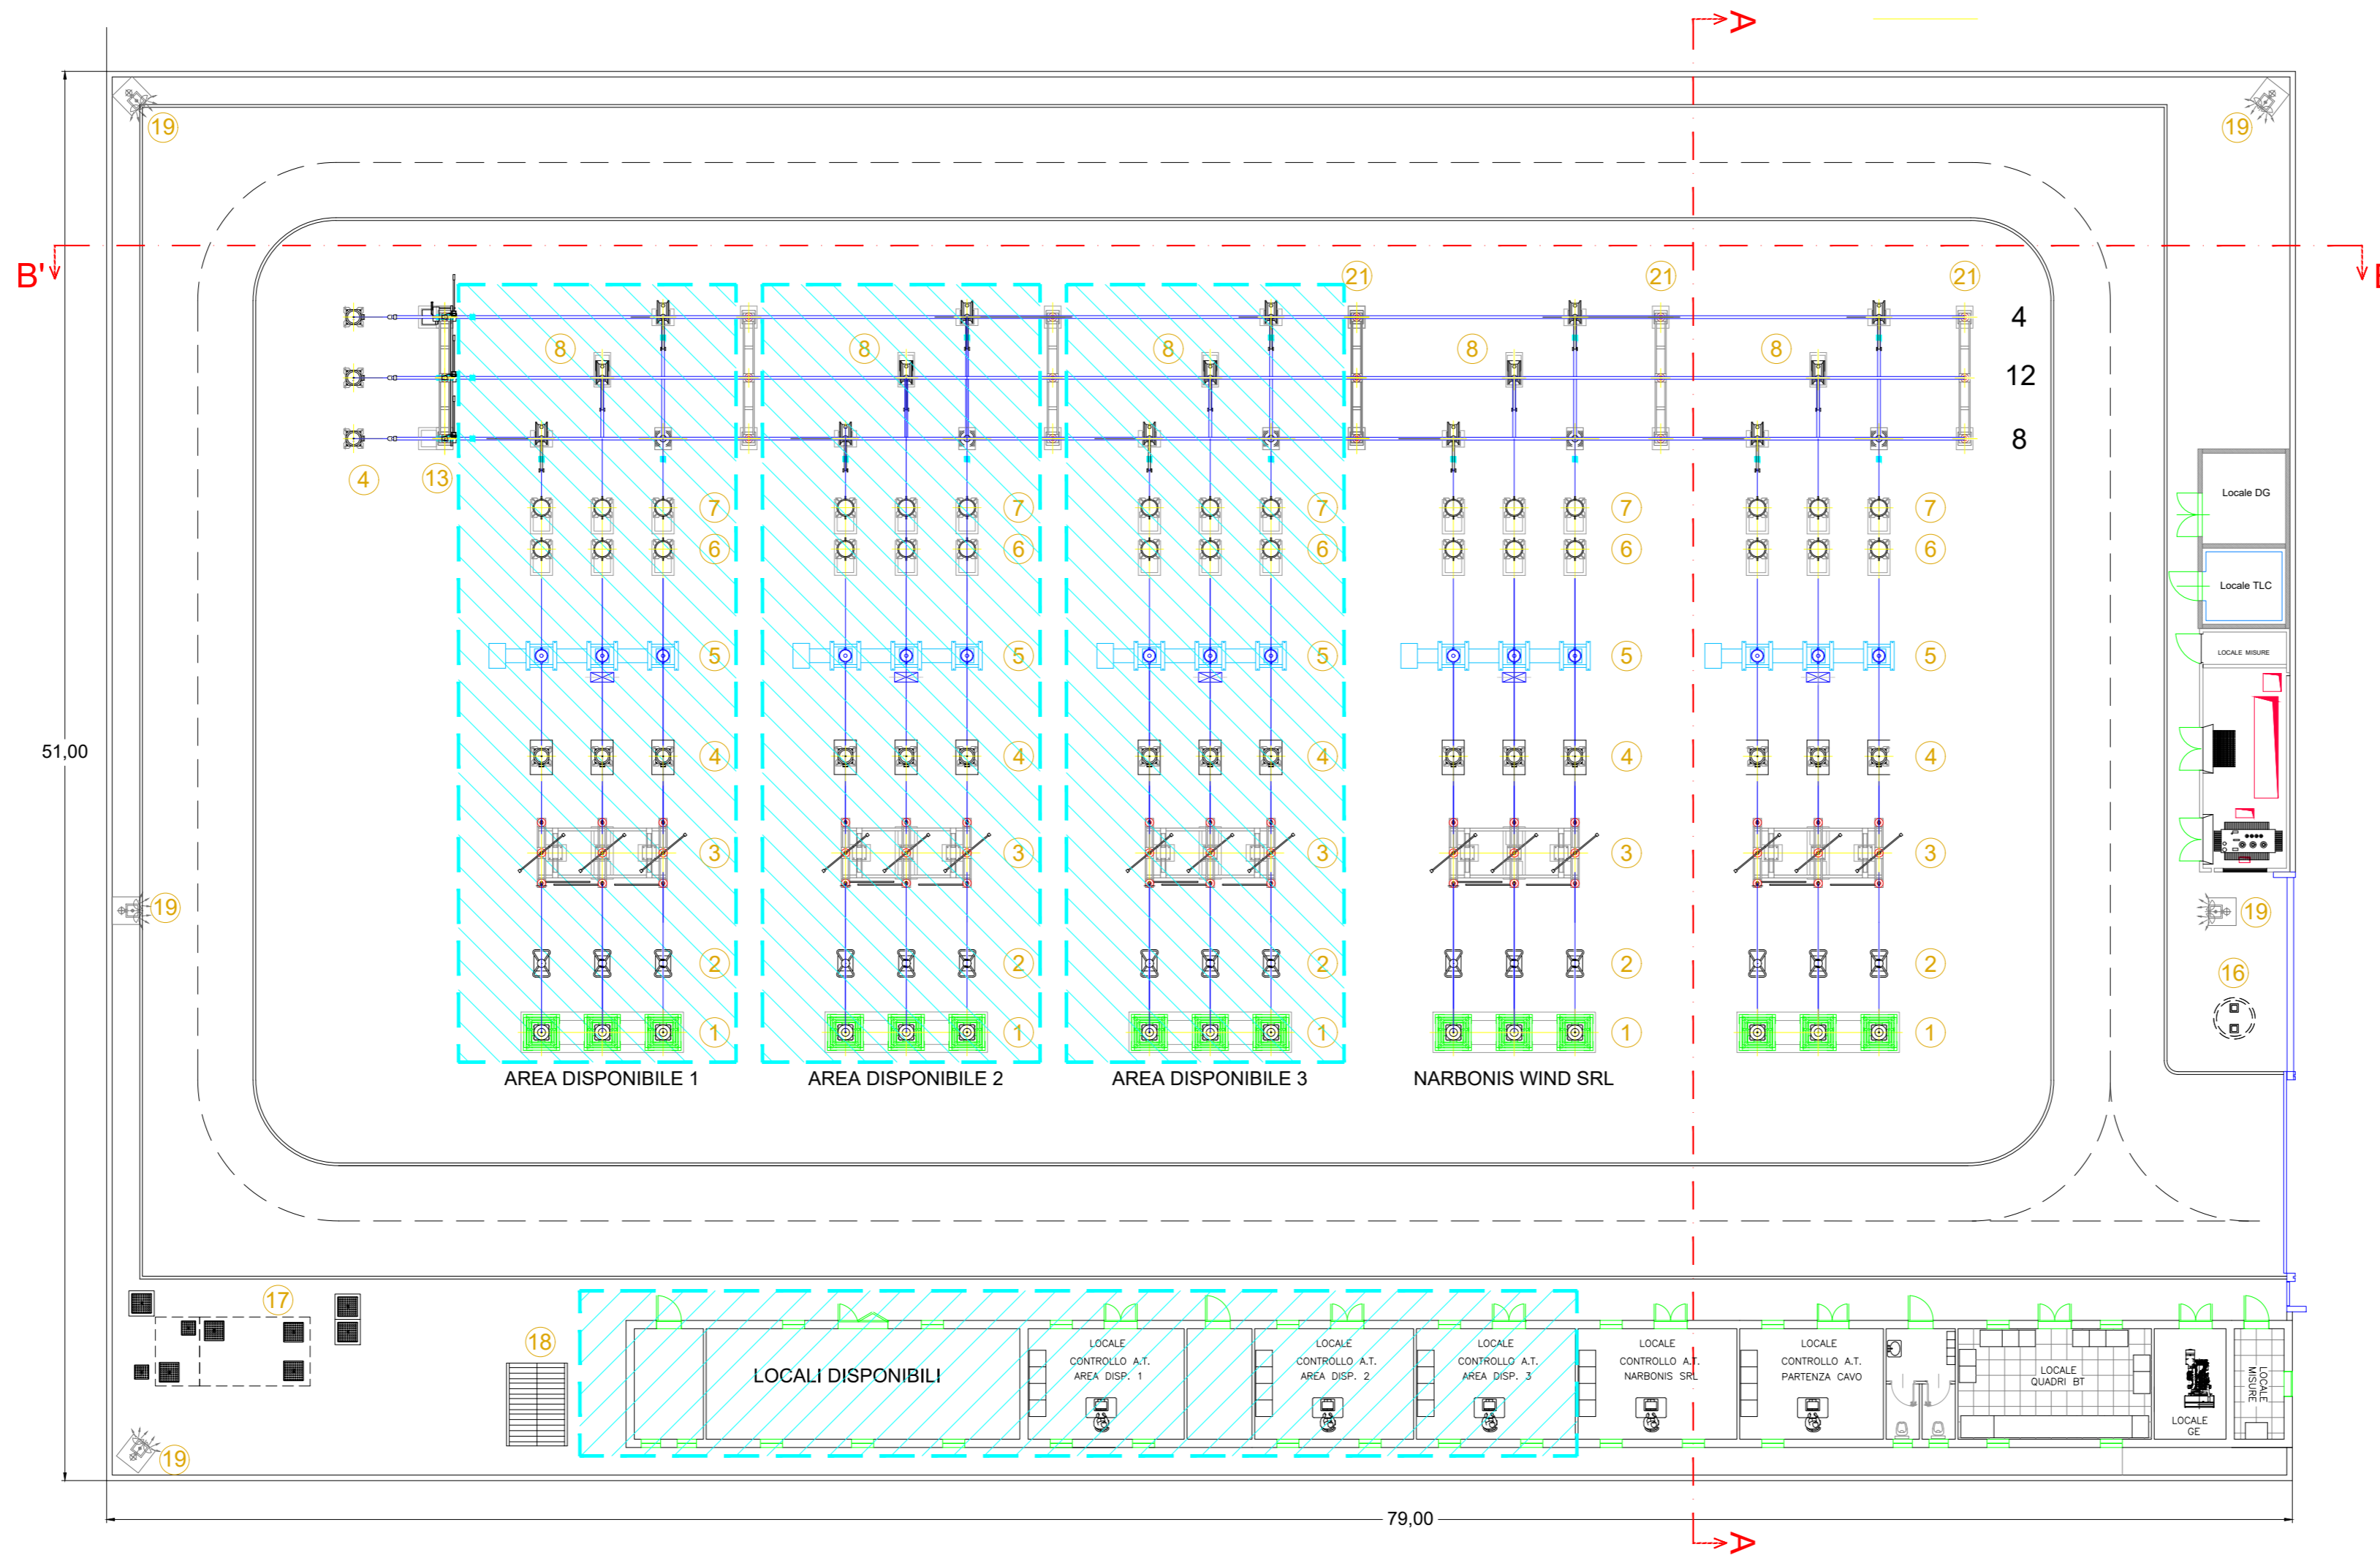 A
19
19
B'
21
21
21
4
8
8
8
8
8
12
8
4
13
7
7
7
7
7
Locale DG
6
6
6
6
6
Locale TLC
5
5
5
5
5
LOCALE MISURE
51,00
4
4
4
4
4
3
3
3
3
3
19
19
2
2
2
2
2
16
1
1
1
1
1
AREA DISPONIBILE 1
AREA DISPONIBILE 2
AREA DISPONIBILE 3
NARBONIS WIND SRL
17
18
LOCALI DISPONIBILI
LOCALE
CONTROLLO A.T.
AREA DISP. 1
LOCALE
CONTROLLO A.T.
AREA DISP. 2
LOCALE
CONTROLLO A.T.
AREA DISP. 3
LOCALE
CONTROLLO A.T.
NARBONIS SRL
LOCALE
CONTROLLO A.T.
PARTENZA CAVO
LOCALE
QUADRI BT
LOCALE
GE
LOCALE
MISURE
19
79,00
A